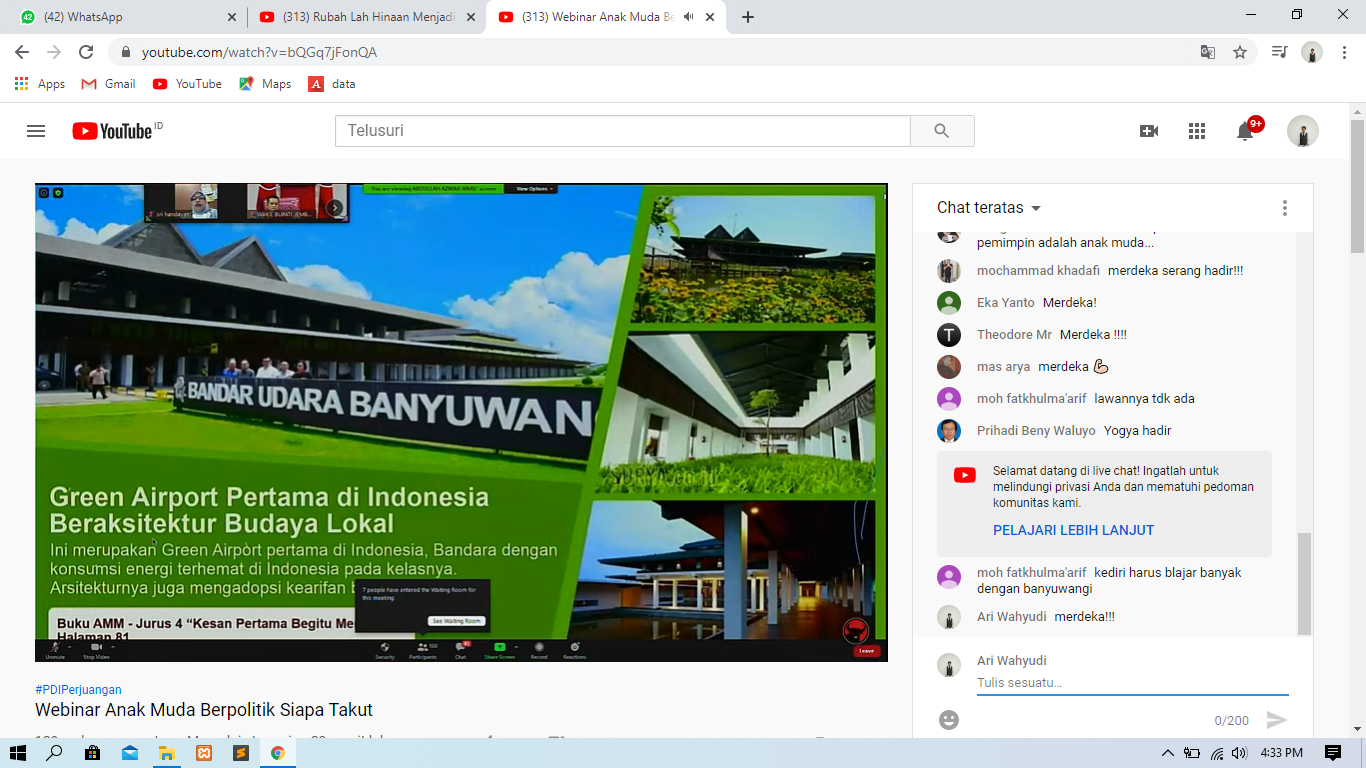 (42) WhatsApp
(313) Rubah Lah Hinaan Menjadi
(313) Webinar Anak Muda Be
youtube.com/watch?v=bQGq7jFonQA
Apps
Gmail
YouTube
Maps
data
YouTube ID
Telusuri
9+
sri handayani
WAKIL BUPATI JEMB...
You are viewing ABDULLAH AZWAR ANAS' screen
View Options
BANDAR UDARA BANYUWAN
Green Airport Pertama di Indonesia
Beraksitektur Budaya Lokal
Ini merupakan Green Airport pertama di Indonesia, Bandara dengan
konsumsi energi terhemat di Indonesia pada kelasnya.
Arsitekturnya juga mengadopsi kearifan
7 people have entered the Waiting Room for
this meeting
See Waiting Room
Buku AMM - Jurus 4 “Kesan Pertama Begitu Me
Halaman 81
Unmute
Stop Video
Security
Participants
Chat
Share Screen
Record
Reactions
Leave
#PDIPerjuangan
Webinar Anak Muda Berpolitik Siapa Takut
Chat teratas
pemimpin adalah anak muda...
mochammad khadafi merdeka serang hadir!!!
Eka Yanto Merdeka!
T Theodore Mr Merdeka !!!!
mas arya merdeka 💪
moh fatkhulma'arif lawannya tdk ada
Prihadi Beny Waluyo Yogya hadir
Selamat datang di live chat! Ingatlah untuk
melindungi privasi Anda dan mematuhi pedoman
komunitas kami.
PELAJARI LEBIH LANJUT
moh fatkhulma'arif kediri harus blajar banyak
dengan banyuwangi
Ari Wahyudi merdeka!!!
Ari Wahyudi
Tulis sesuatu...
0/200
4:33 PM